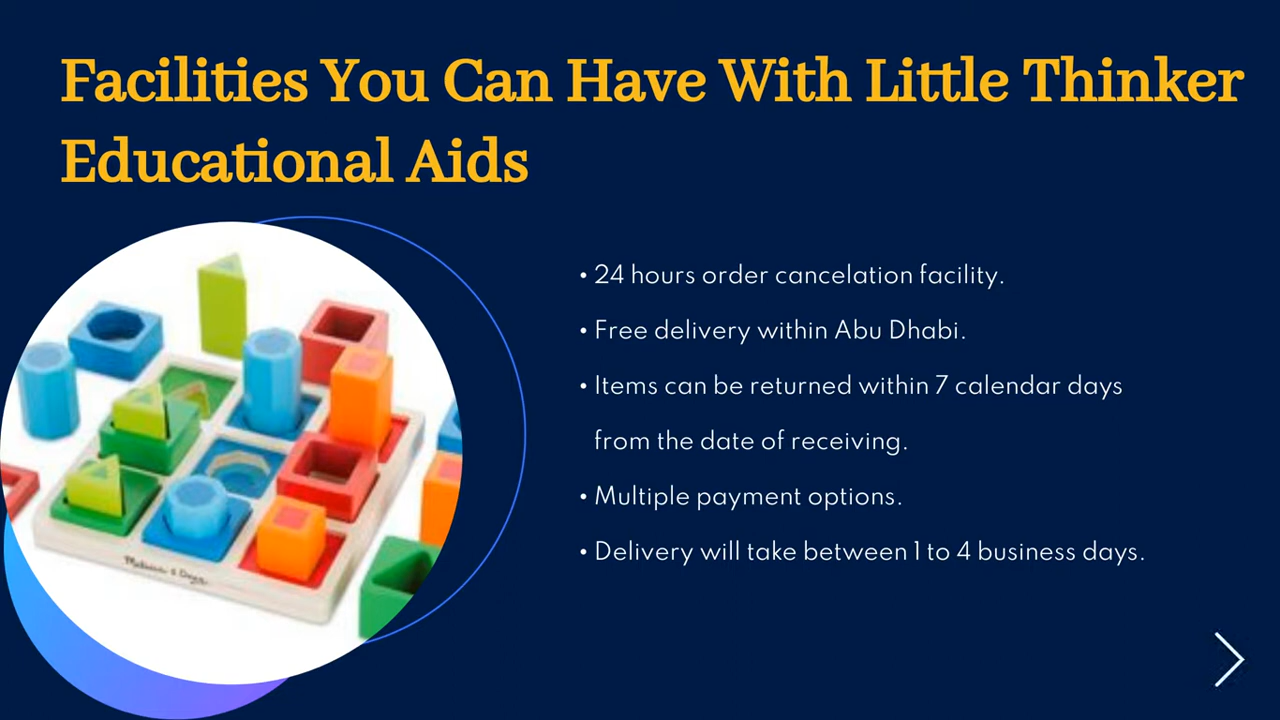 Facilities You Can Have With Little Thinker
Educational Aids
• 24 hours order cancelation facility.
• Free delivery within Abu Dhabi.
• Items can be returned within 7 calendar days
from the date of receiving.
• Multiple payment options.
• Delivery will take between 1 to 4 business days.
Melissa & Doug